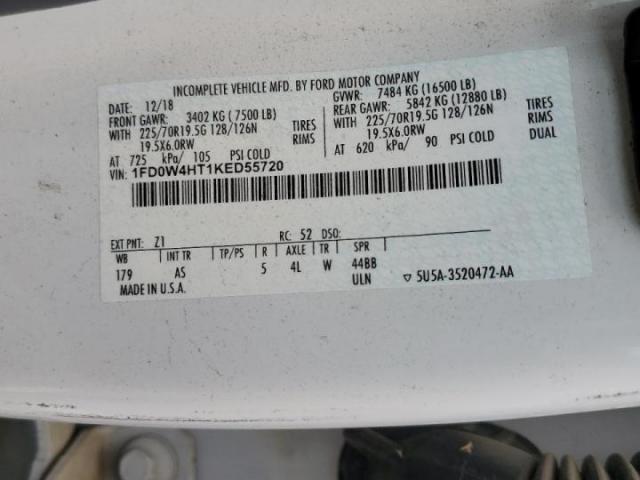 INCOMPLETE VEHICLE MFD. BY FORD MOTOR COMPANY
DATE: 12/18 GVWR: 7484 KG (16500 LB)
FRONT GAWR: 3402 KG (7500 LB) REAR GAWR: 5842 KG (12880 LB)
WITH 225/70R19.5G 128/126N TIRES WITH 225/70R19.5G 128/126N TIRES
19.5X6.0RW RIMS 19.5X6.0RW RIMS
AT 725 kPa/ 105 PSI COLD AT 620 kPa/ 90 PSI COLD DUAL
VIN: 1FD0W4HT1KED55720
EXT PNT: Z1 RC: 52 DSO:
WB INT TR TP/PS R AXLE TR SPR
179 AS 5 4L W 44BB
MADE IN U.S.A. ULN ▽ 5U5A-3520472-AA